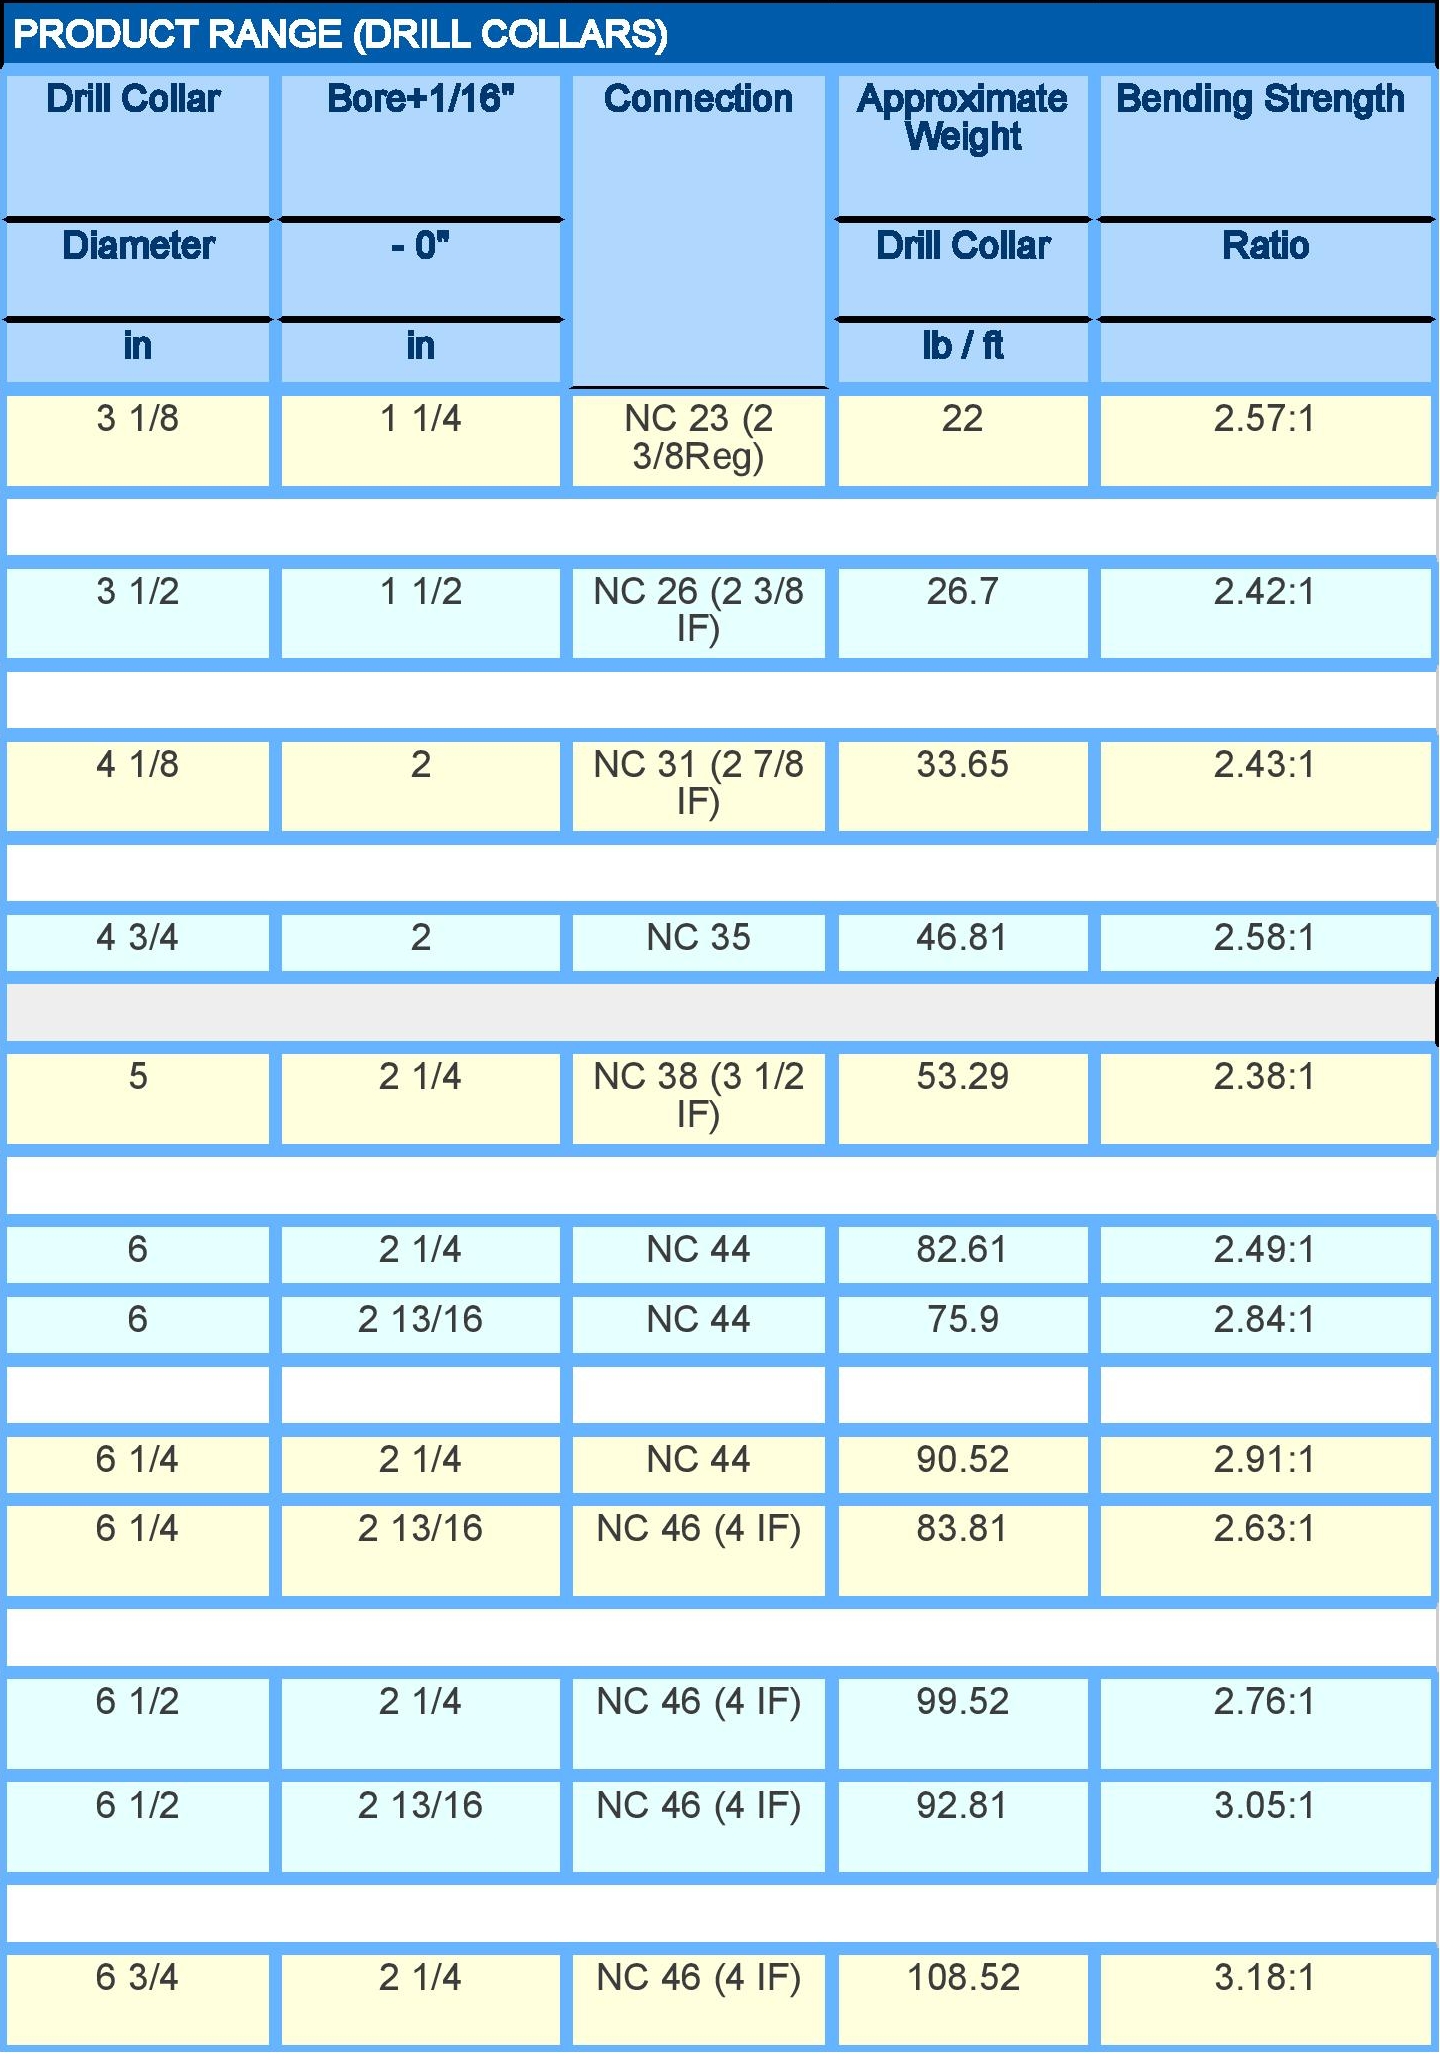 PRODUCT RANGE (DRILL COLLARS)
Drill Collar Bore+1/16" Connection Approximate Weight Bending Strength
Diameter - 0" Drill Collar Ratio
in in lb / ft
3 1/8 1 1/4 NC 23 (2 3/8Reg) 22 2.57:1
3 1/2 1 1/2 NC 26 (2 3/8 IF) 26.7 2.42:1
4 1/8 2 NC 31 (2 7/8 IF) 33.65 2.43:1
4 3/4 2 NC 35 46.81 2.58:1
5 2 1/4 NC 38 (3 1/2 IF) 53.29 2.38:1
6 2 1/4 NC 44 82.61 2.49:1
6 2 13/16 NC 44 75.9 2.84:1
6 1/4 2 1/4 NC 44 90.52 2.91:1
6 1/4 2 13/16 NC 46 (4 IF) 83.81 2.63:1
6 1/2 2 1/4 NC 46 (4 IF) 99.52 2.76:1
6 1/2 2 13/16 NC 46 (4 IF) 92.81 3.05:1
6 3/4 2 1/4 NC 46 (4 IF) 108.52 3.18:1